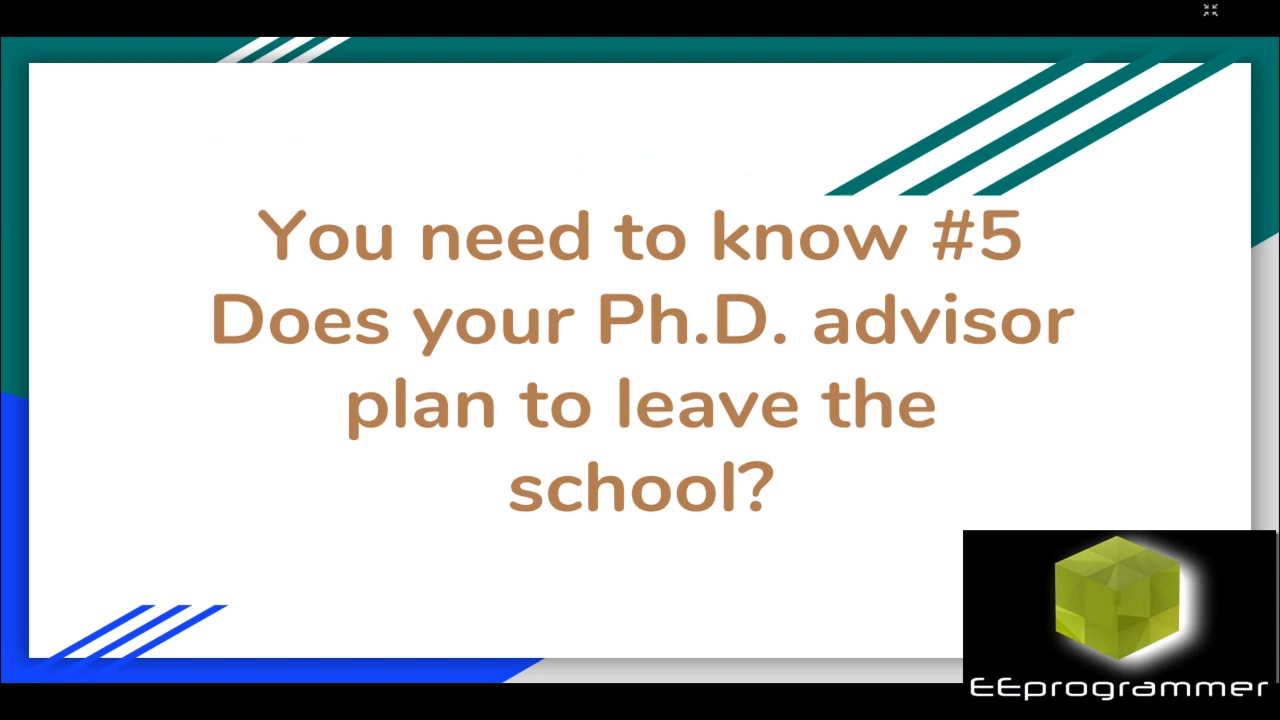 You need to know #5
Does your Ph.D. advisor
plan to leave the
school?
EEprogrammer